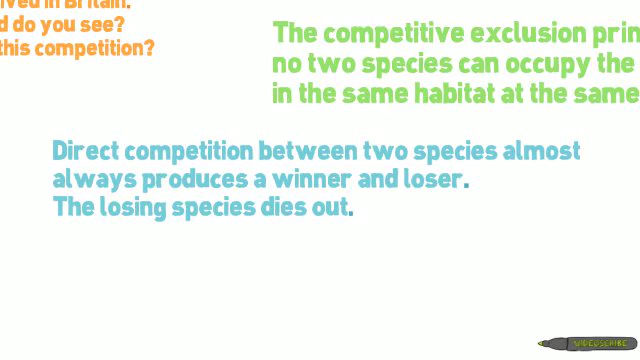 ived in Britain.
d do you see?
this competition?
The competitive exclusion prin
no two species can occupy the
in the same habitat at the same
Direct competition between two species almost
always produces a winner and loser.
The losing species dies out.
VIDEOSCRIBE